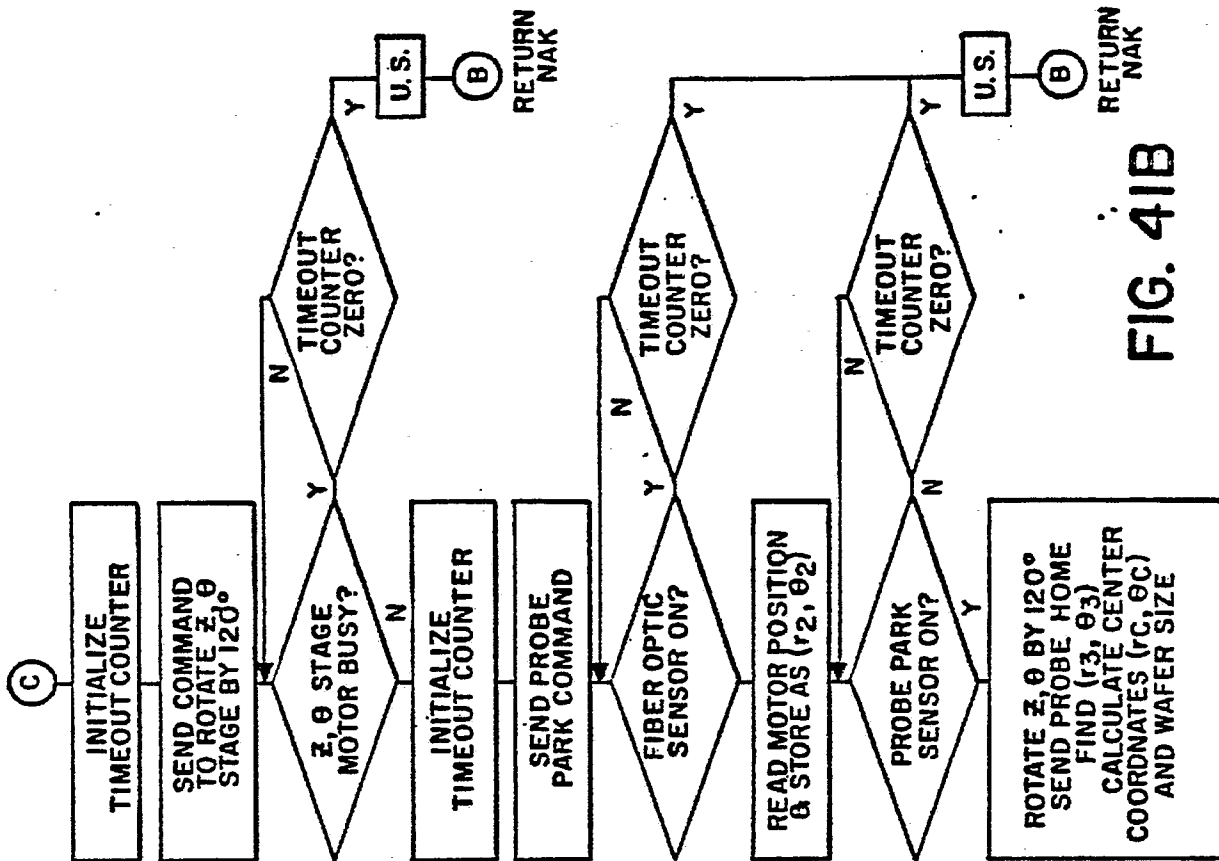 C
INITIALIZE
TIMEOUT COUNTER
SEND COMMAND
TO ROTATE Z, θ
STAGE BY 120°
Z, θ STAGE
MOTOR BUSY?
Y
N
TIMEOUT
COUNTER
ZERO?
N
Y
U.S.
B
RETURN
NAK
INITIALIZE
TIMEOUT COUNTER
SEND PROBE
PARK COMMAND
FIBER OPTIC
SENSOR ON?
Y
TIMEOUT
COUNTER
ZERO?
N
Y
READ MOTOR POSITION
& STORE AS (r2, θ2)
PROBE PARK
SENSOR ON?
N
Y
TIMEOUT
COUNTER
ZERO?
N
Y
U.S.
B
RETURN
NAK
ROTATE Z, θ BY 120°
SEND PROBE HOME
FIND (r3, θ3)
CALCULATE CENTER
COORDNATES (rC, θC)
AND WAFER SIZE
FIG. 41B